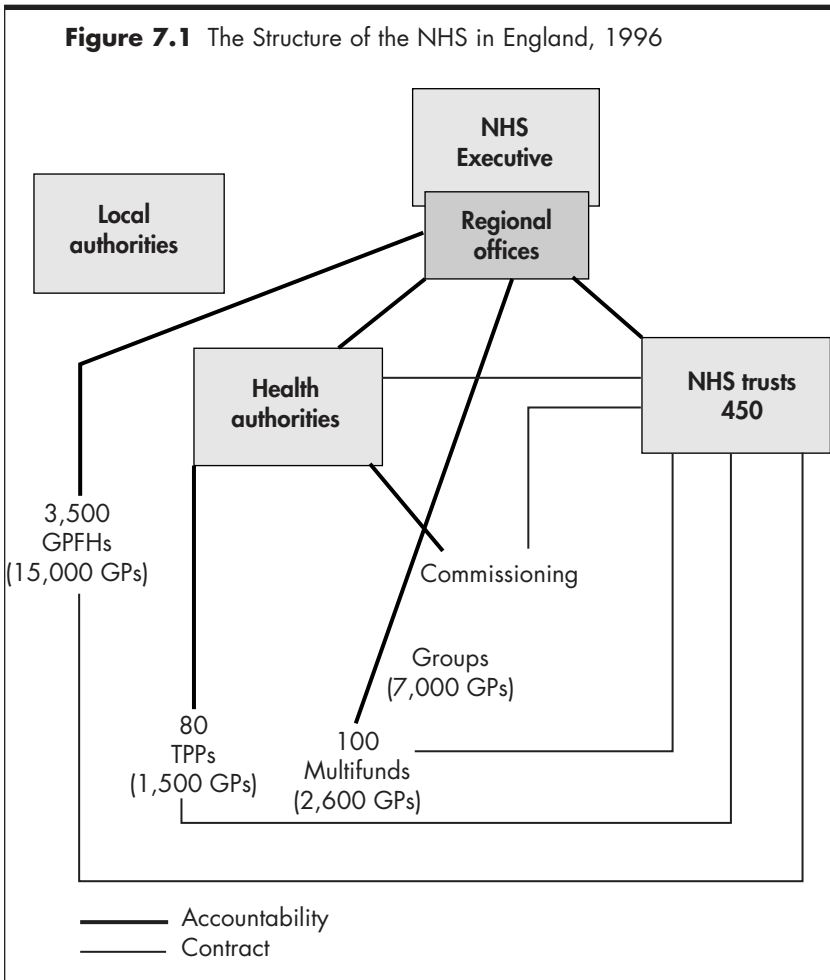 Figure 7.1 The Structure of the NHS in England, 1996
NHS
Executive
Local
authorities
Regional
offices
Health
authorities
NHS trusts
450
3,500
GPFHs
(15,000 GPs)
Commissioning
Groups
(7,000 GPs)
80
TPPs
(1,500 GPs)
100
Multifunds
(2,600 GPs)
Accountability
Contract